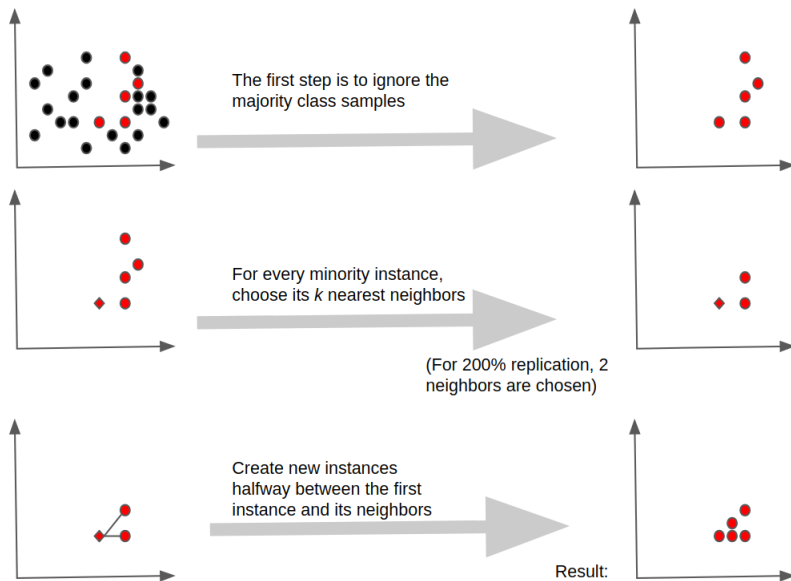 The first step is to ignore the
majority class samples
For every minority instance,
choose its k nearest neighbors
(For 200% replication, 2
neighbors are chosen)
Create new instances
halfway between the first
instance and its neighbors
Result: